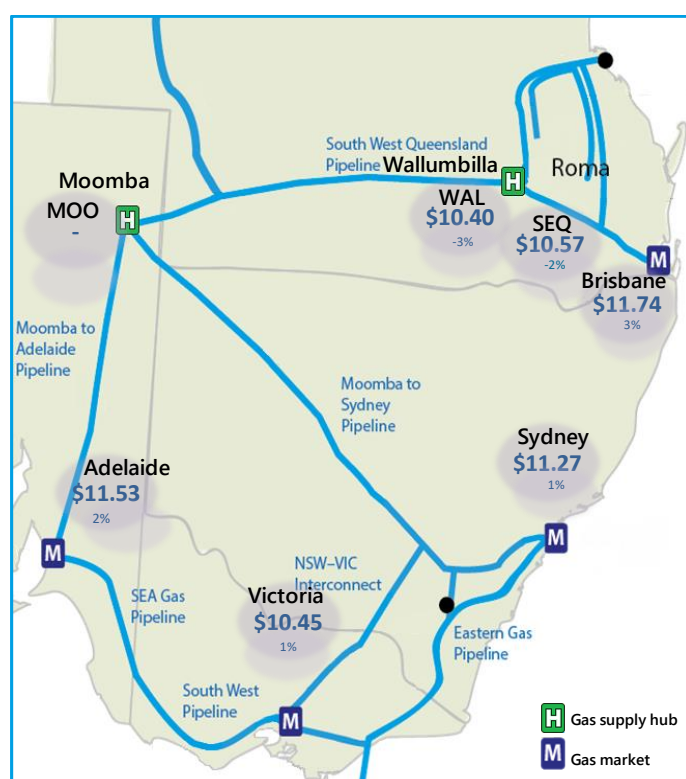 South West Queensland
Pipeline
Wallumbilla
H
Roma
Moomba
MOO
-
H
WAL
$10.40
-3%
SEQ
$10.57
-2%
M
Brisbane
$11.74
3%
Moomba to
Adelaide
Pipeline
Moomba to
Sydney
Pipeline
Sydney
$11.27
1%
M
Adelaide
$11.53
2%
M
SEA Gas
Pipeline
NSW–VIC
Interconnect
Victoria
$10.45
1%
Eastern Gas
Pipeline
South West
Pipeline
M
H Gas supply hub
M Gas market